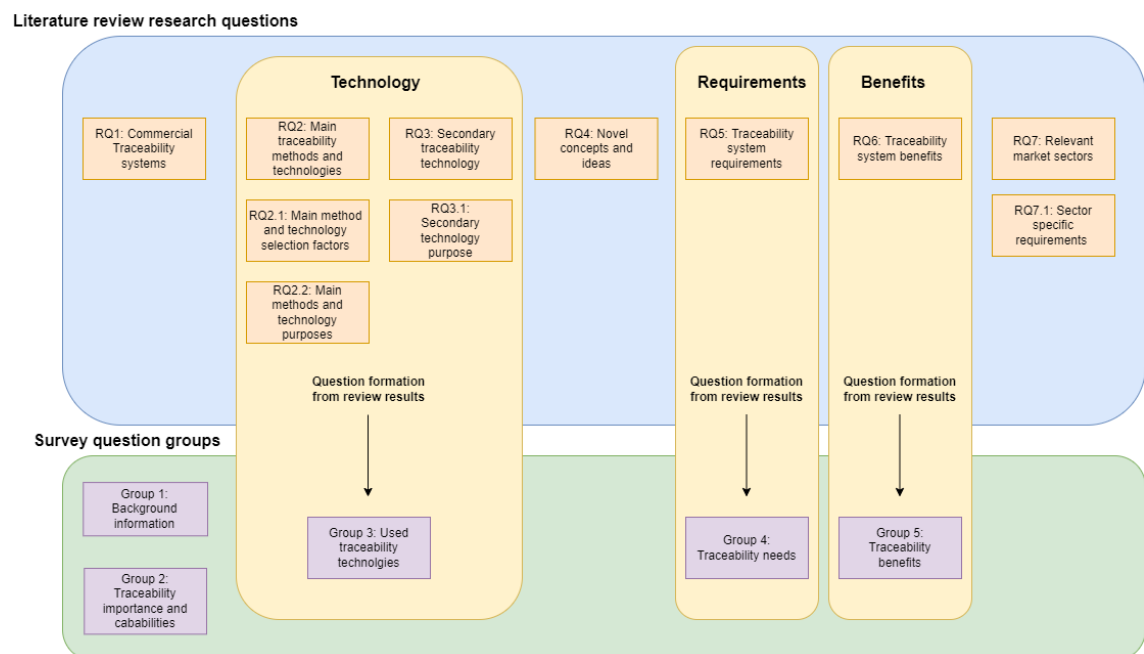 Literature review research questions
Technology
Requirements
Benefits
RQ1: Commercial
Traceability
systems
RQ2: Main
traceability
methods and
technologies
RQ3: Secondary
traceability
technology
RQ4: Novel
concepts and
ideas
RQ5: Traceability
system
requirements
RQ6: Traceability
system benefits
RQ7: Relevant
market sectors
RQ2.1: Main method
and technology
selection factors
RQ3.1:
Secondary
technology
purpose
RQ7.1: Sector
specific
requirements
RQ2.2: Main
methods and
technology
purposes
Question formation
from review results
Question formation
from review results
Question formation
from review results
Survey question groups
Group 1:
Background
information
Group 3: Used
traceability
technolgies
Group 4:
Traceability needs
Group 5:
Traceability
benefits
Group 2:
Traceability
importance and
cababilities